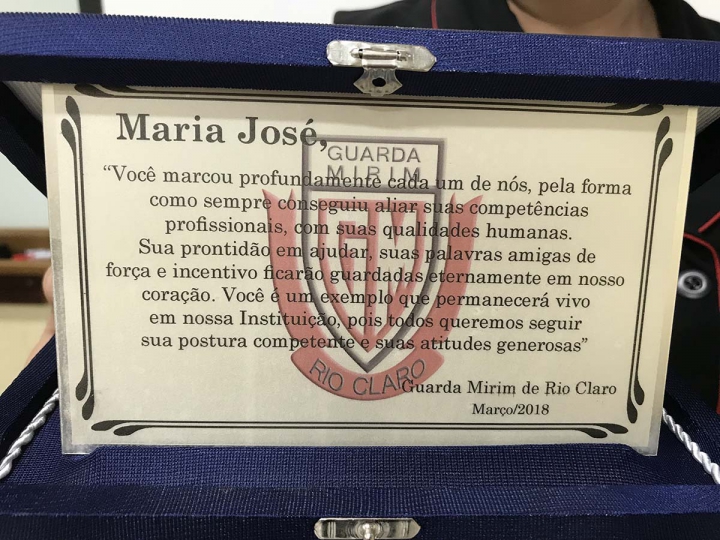 Maria José,
GUARDA
MIRIM
“Você marcou profundamente cada um de nós, pela forma
como sempre conseguiu aliar suas competências
profissionais, com suas qualidades humanas.
Sua prontidão em ajudar, suas palavras amigas de
força e incentivo ficarão guardadas eternamente em nosso
coração. Você é um exemplo que permanecerá vivo
em nossa Instituição, pois todos queremos seguir
sua postura competente e suas atitudes generosas”
GM
RIO CLARO
Guarda Mirim de Rio Claro
Março/2018